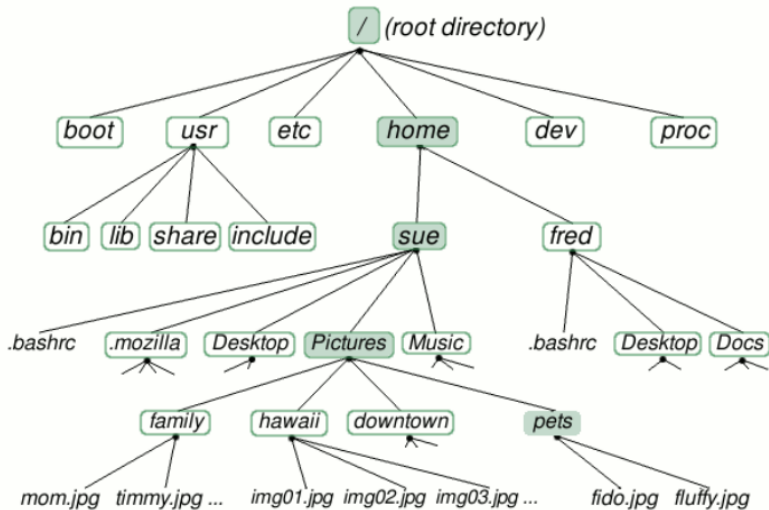 / (root directory)
boot usr etc home dev proc
bin lib share include sue fred
.bashrc .mozilla Desktop Pictures Music .bashrc Desktop Docs
family hawaii downtown pets
mom.jpg timmy.jpg ... img01.jpg img02.jpg img03.jpg ... fido.jpg fluffy.jpg